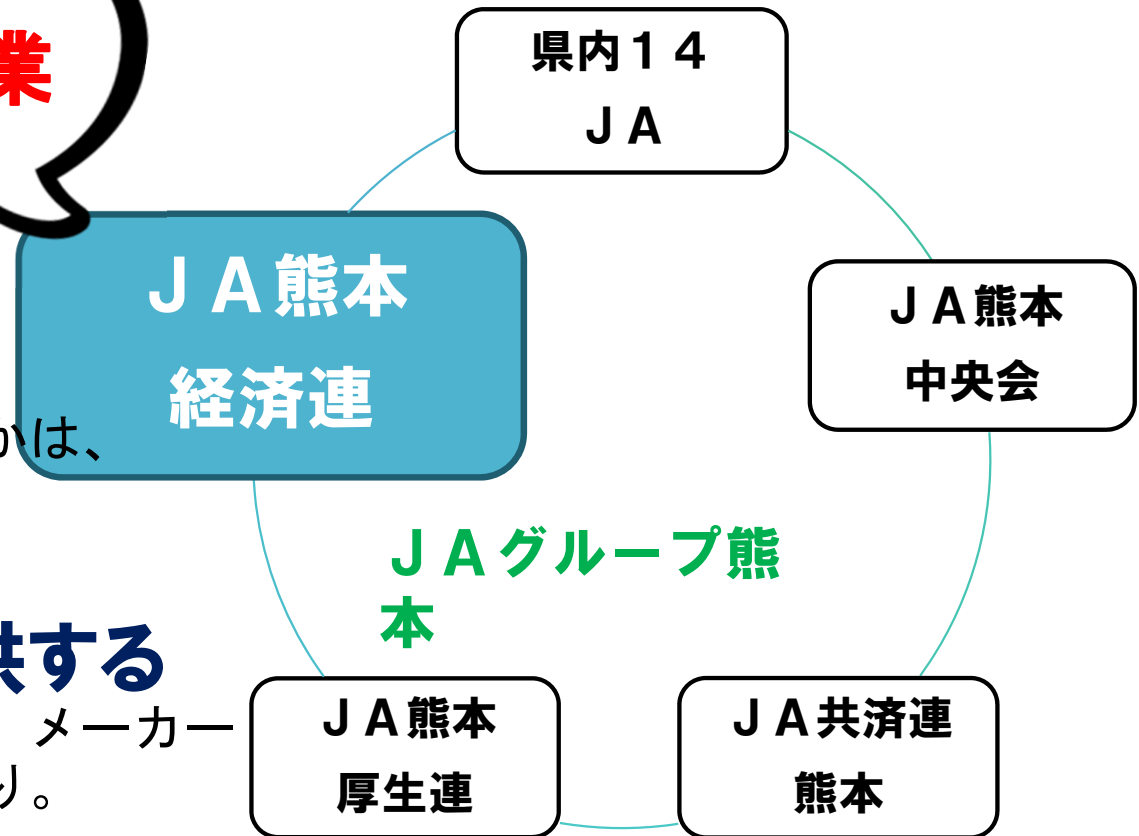 業
県内１４
ＪＡ
ＪＡ熊本
経済連
ＪＡ熊本
中央会
かは、
ＪＡグループ熊
本
供する
メーカー
り。
ＪＡ熊本
厚生連
ＪＡ共済連
熊本